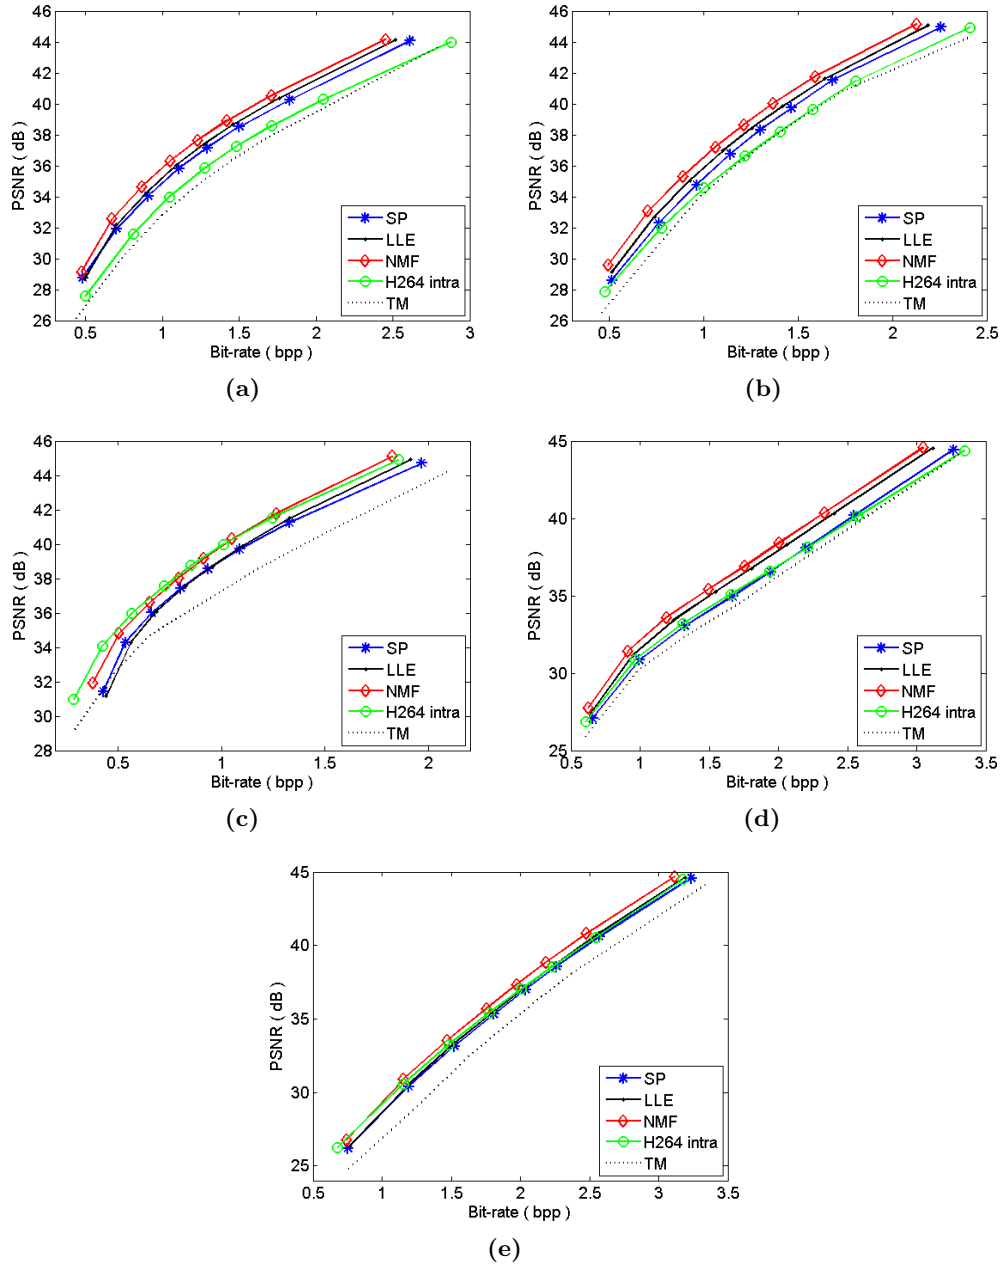 46
44
42
40
38
36
34
32
30
28
26
PSNR ( dB )
0.5 1 1.5 2 2.5 3
Bit-rate ( bpp )
SP
LLE
NMF
H264 intra
TM
(a)
46
44
42
40
38
36
34
32
30
28
26
PSNR ( dB )
0.5 1 1.5 2 2.5
Bit-rate ( bpp )
SP
LLE
NMF
H264 intra
TM
(b)
46
44
42
40
38
36
34
32
30
28
PSNR ( dB )
0.5 1 1.5 2
Bit-rate ( bpp )
SP
LLE
NMF
H264 intra
TM
(c)
45
40
35
30
25
PSNR ( dB )
0.5 1 1.5 2 2.5 3 3.5
Bit-rate ( bpp )
SP
LLE
NMF
H264 intra
TM
(d)
45
40
35
30
25
PSNR ( dB )
0.5 1 1.5 2 2.5 3 3.5
Bit-rate ( bpp )
SP
LLE
NMF
H264 intra
TM
(e)